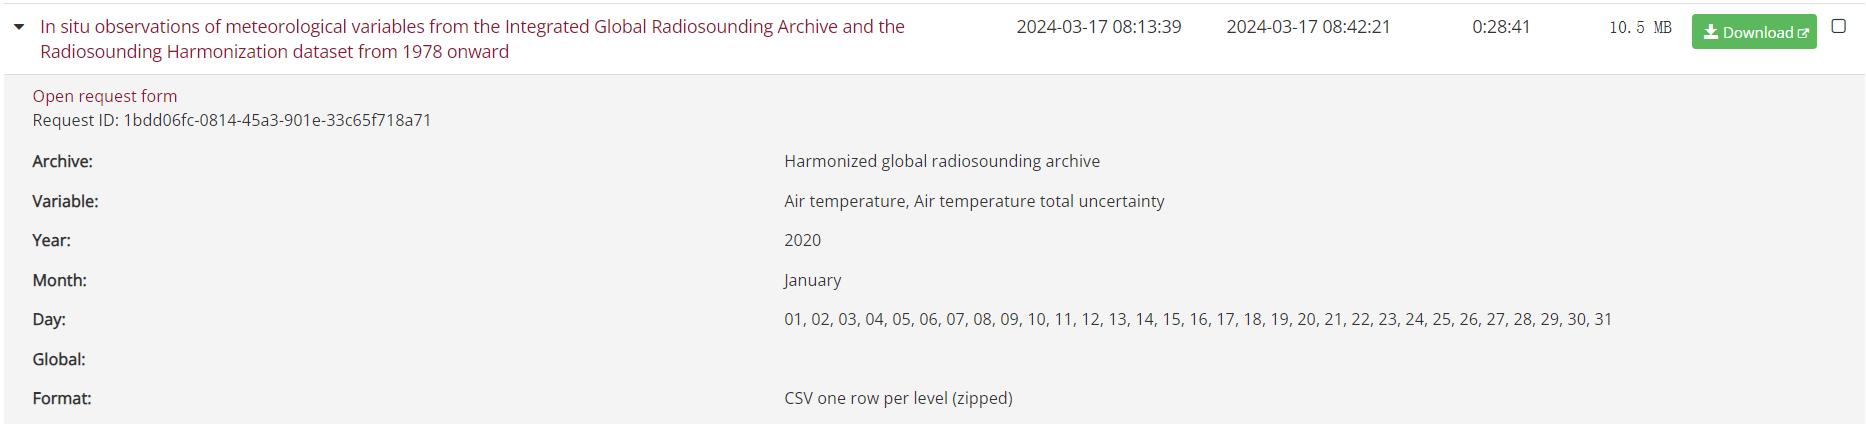 In situ observations of meteorological variables from the Integrated Global Radiosounding Archive and the
Radiosounding Harmonization dataset from 1978 onward
2024-03-17 08:13:39 2024-03-17 08:42:21 0:28:41 10.5 MB Download
Open request form
Request ID: 1bdd06fc-0814-45a3-901e-33c65f718a71
Archive: Harmonized global radiosounding archive
Variable: Air temperature, Air temperature total uncertainty
Year: 2020
Month: January
Day: 01, 02, 03, 04, 05, 06, 07, 08, 09, 10, 11, 12, 13, 14, 15, 16, 17, 18, 19, 20, 21, 22, 23, 24, 25, 26, 27, 28, 29, 30, 31
Global:
Format: CSV one row per level (zipped)